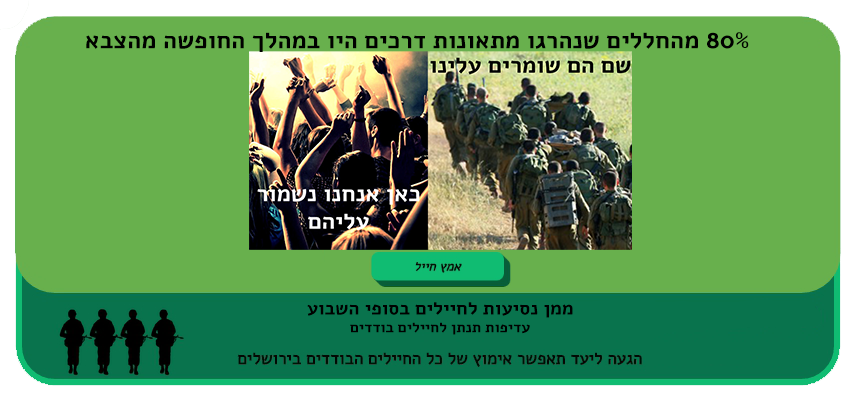 80% מהחללים שנהרגו מתאונות דרכים היו במהלך החופשה מהצבא
שם הם שומרים עלינו
כאן אנחנו נשמור
עליהם
אמץ חייל
ממן נסיעות לחיילים בסופי השבוע
עדיפות תנתן לחיילים בודדים
הגעה ליעד תאפשר אימוץ של כל החיילים הבודדים בירושלים